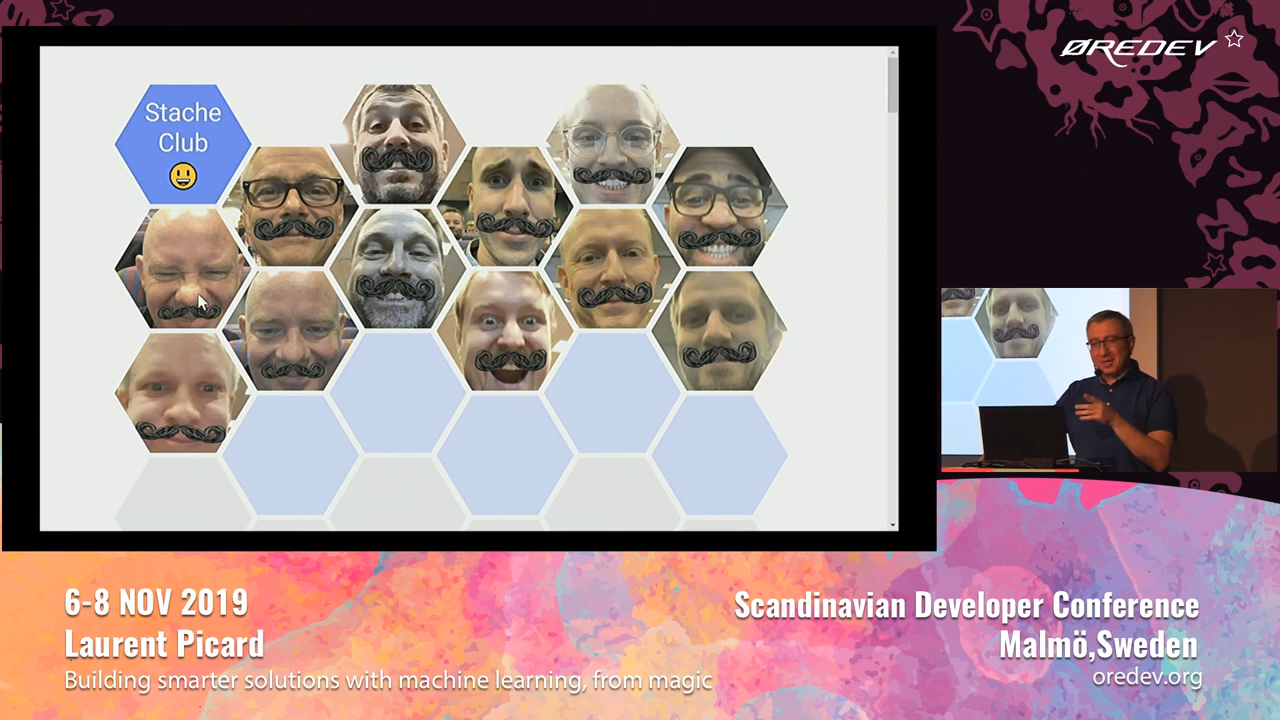 ØREDEV
Stache
Club
6-8 NOV 2019
Laurent Picard
Building smarter solutions with machine learning, from magic
Scandinavian Developer Conference
Malmö,Sweden
oredev.org